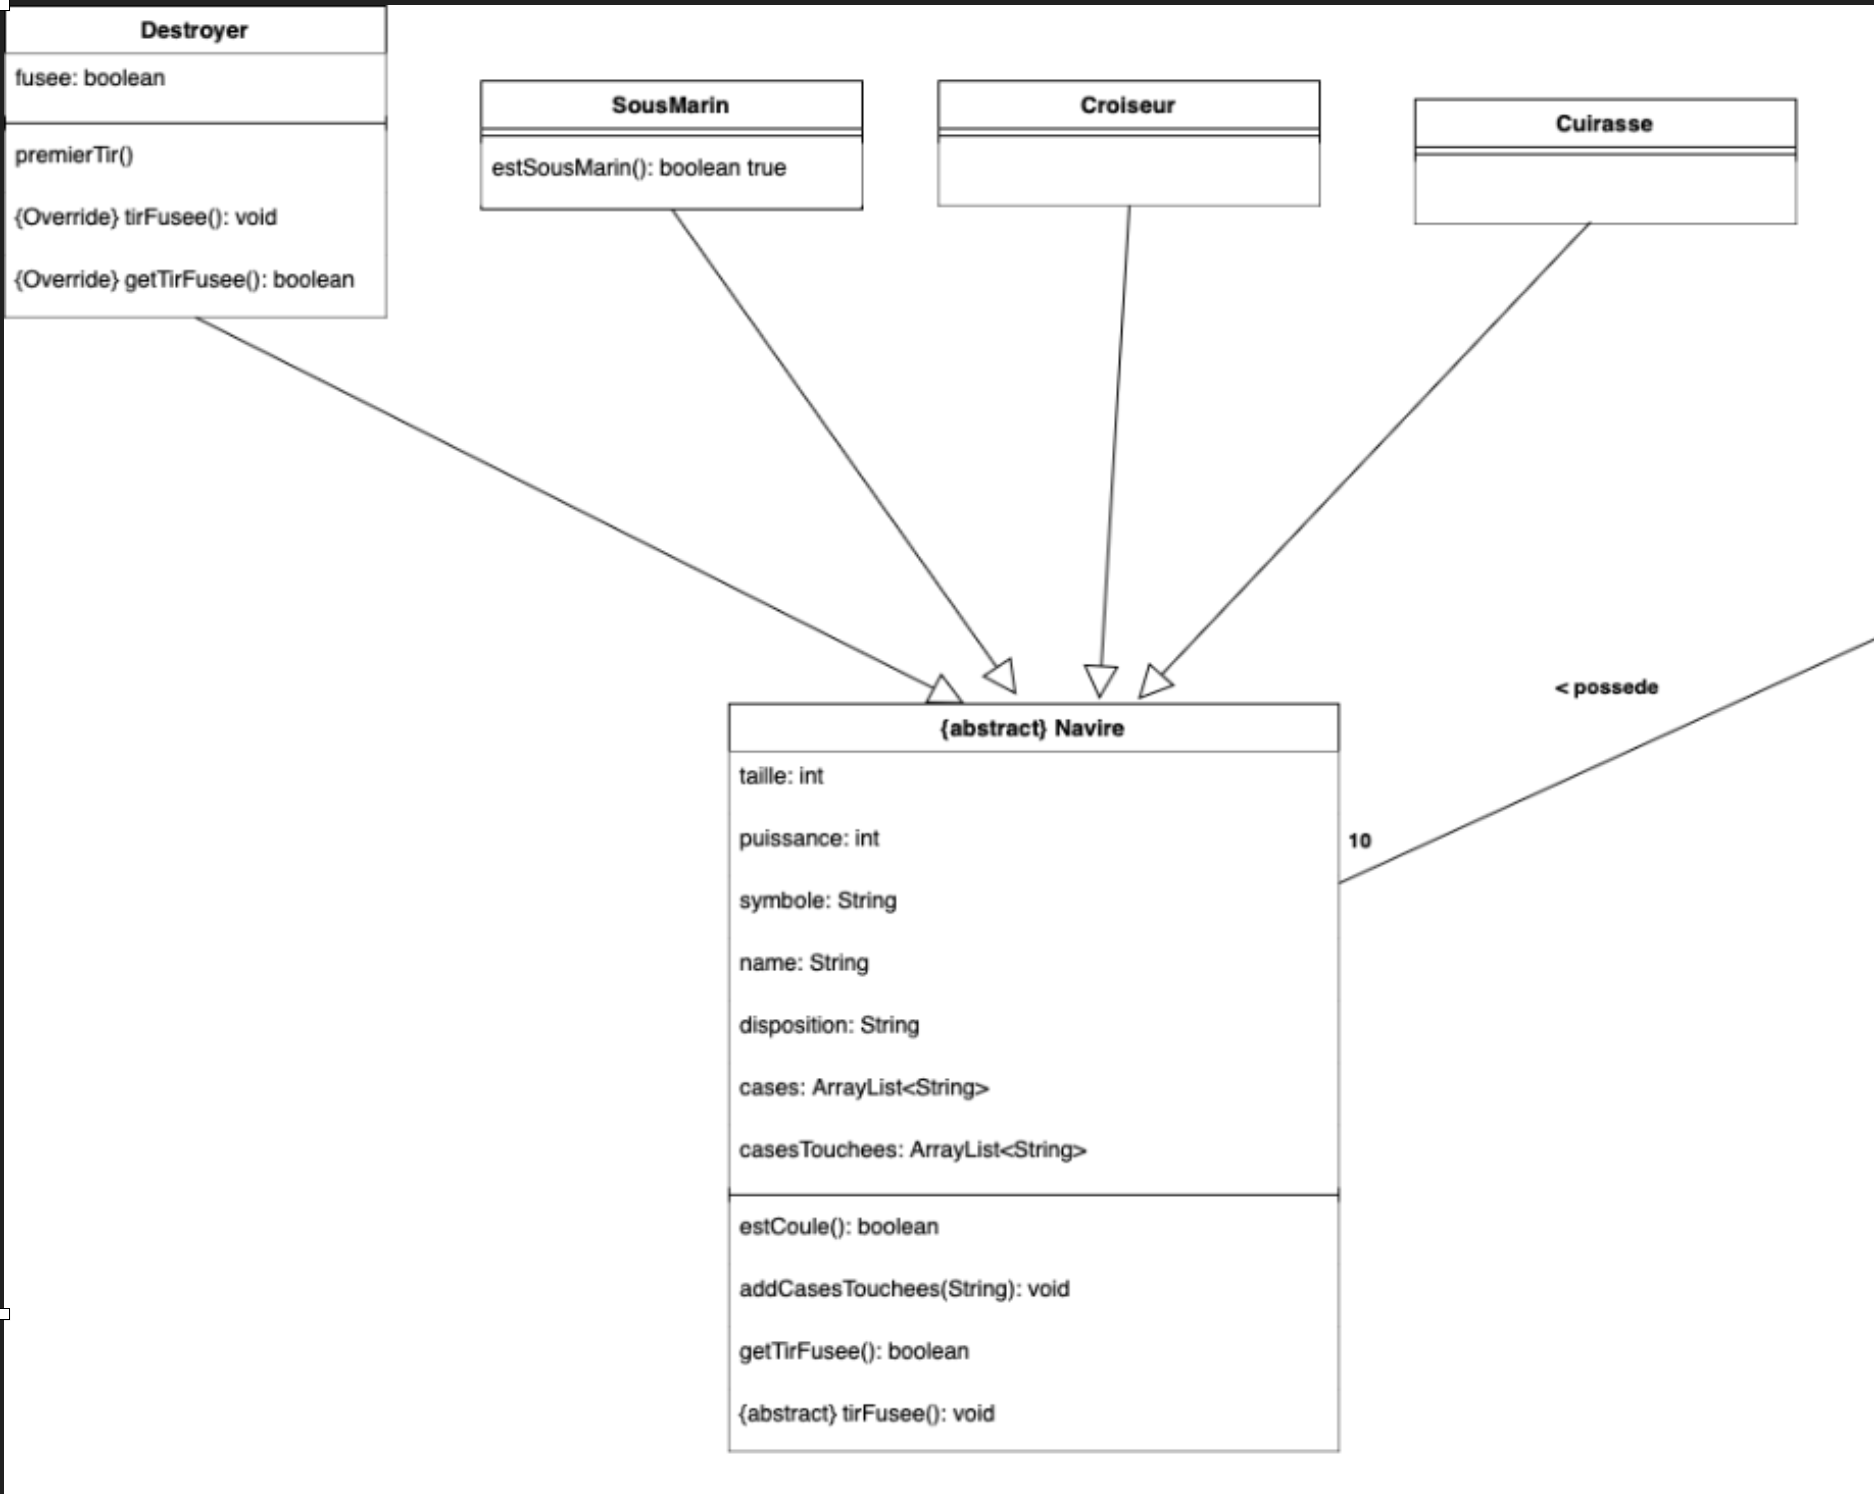 Destroyer
fusee: boolean
premierTir()
{Override} tirFusee(): void
{Override} getTirFusee(): boolean
SousMarin
estSousMarin(): boolean true
Croiseur
Cuirasse
< possede
10
{abstract} Navire
taille: int
puissance: int
symbole: String
name: String
disposition: String
cases: ArrayList<String>
casesTouchees: ArrayList<String>
estCoule(): boolean
addCasesTouchees(String): void
getTirFusee(): boolean
{abstract} tirFusee(): void